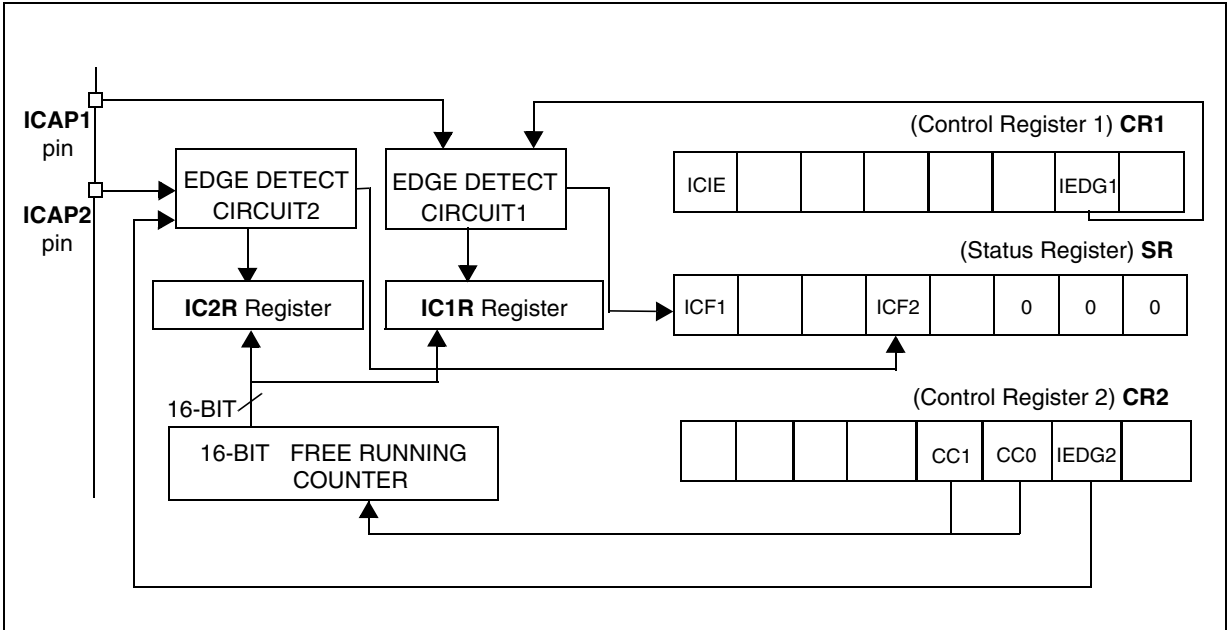 ICAP1
pin
ICAP2
pin
EDGE DETECT
CIRCUIT2
EDGE DETECT
CIRCUIT1
IC2R Register
IC1R Register
16-BIT
16-BIT FREE RUNNING
COUNTER
(Control Register 1) CR1
ICIE IEDG1
(Status Register) SR
ICF1 ICF2 0 0 0
(Control Register 2) CR2
CC1 CC0 IEDG2